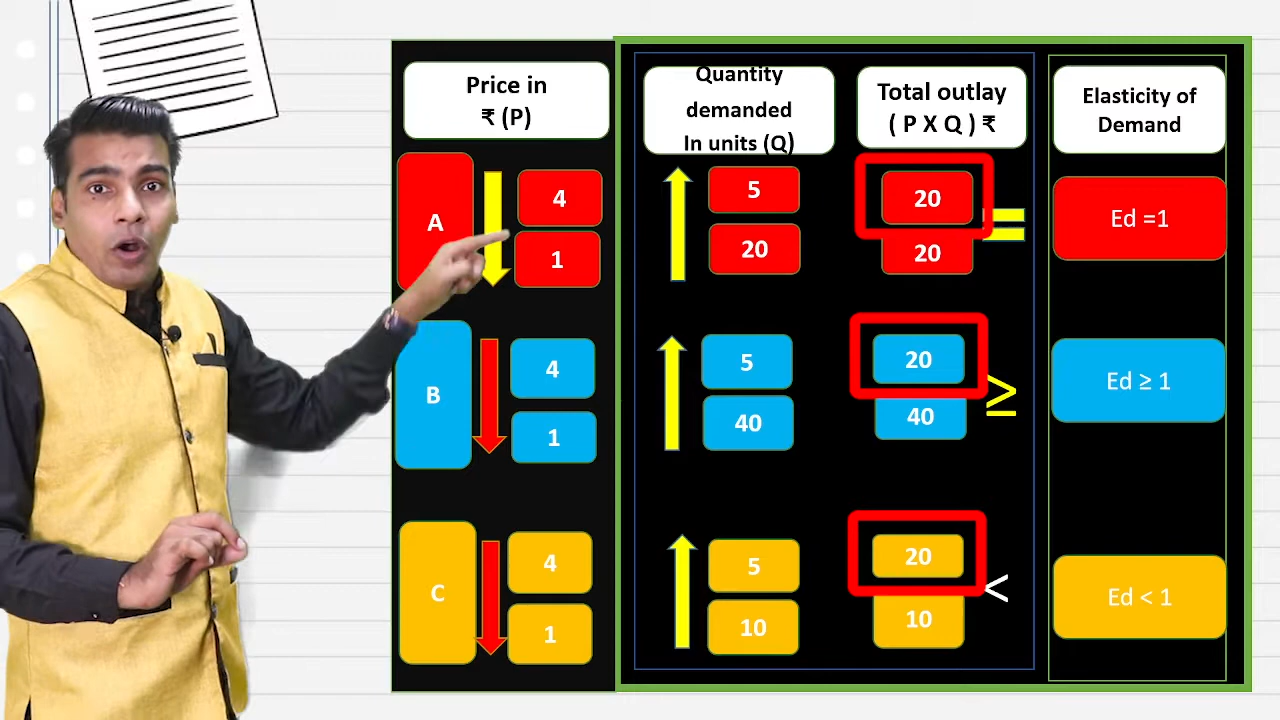 Price in
₹ (P)
Quantity
demanded
In units (Q)
Total outlay
( P X Q ) ₹
Elasticity of
Demand
A
4
5
20
=
Ed =1
1
20
20
B
4
5
20
≥
Ed ≥ 1
1
40
40
C
4
5
20
<
Ed < 1
1
10
10